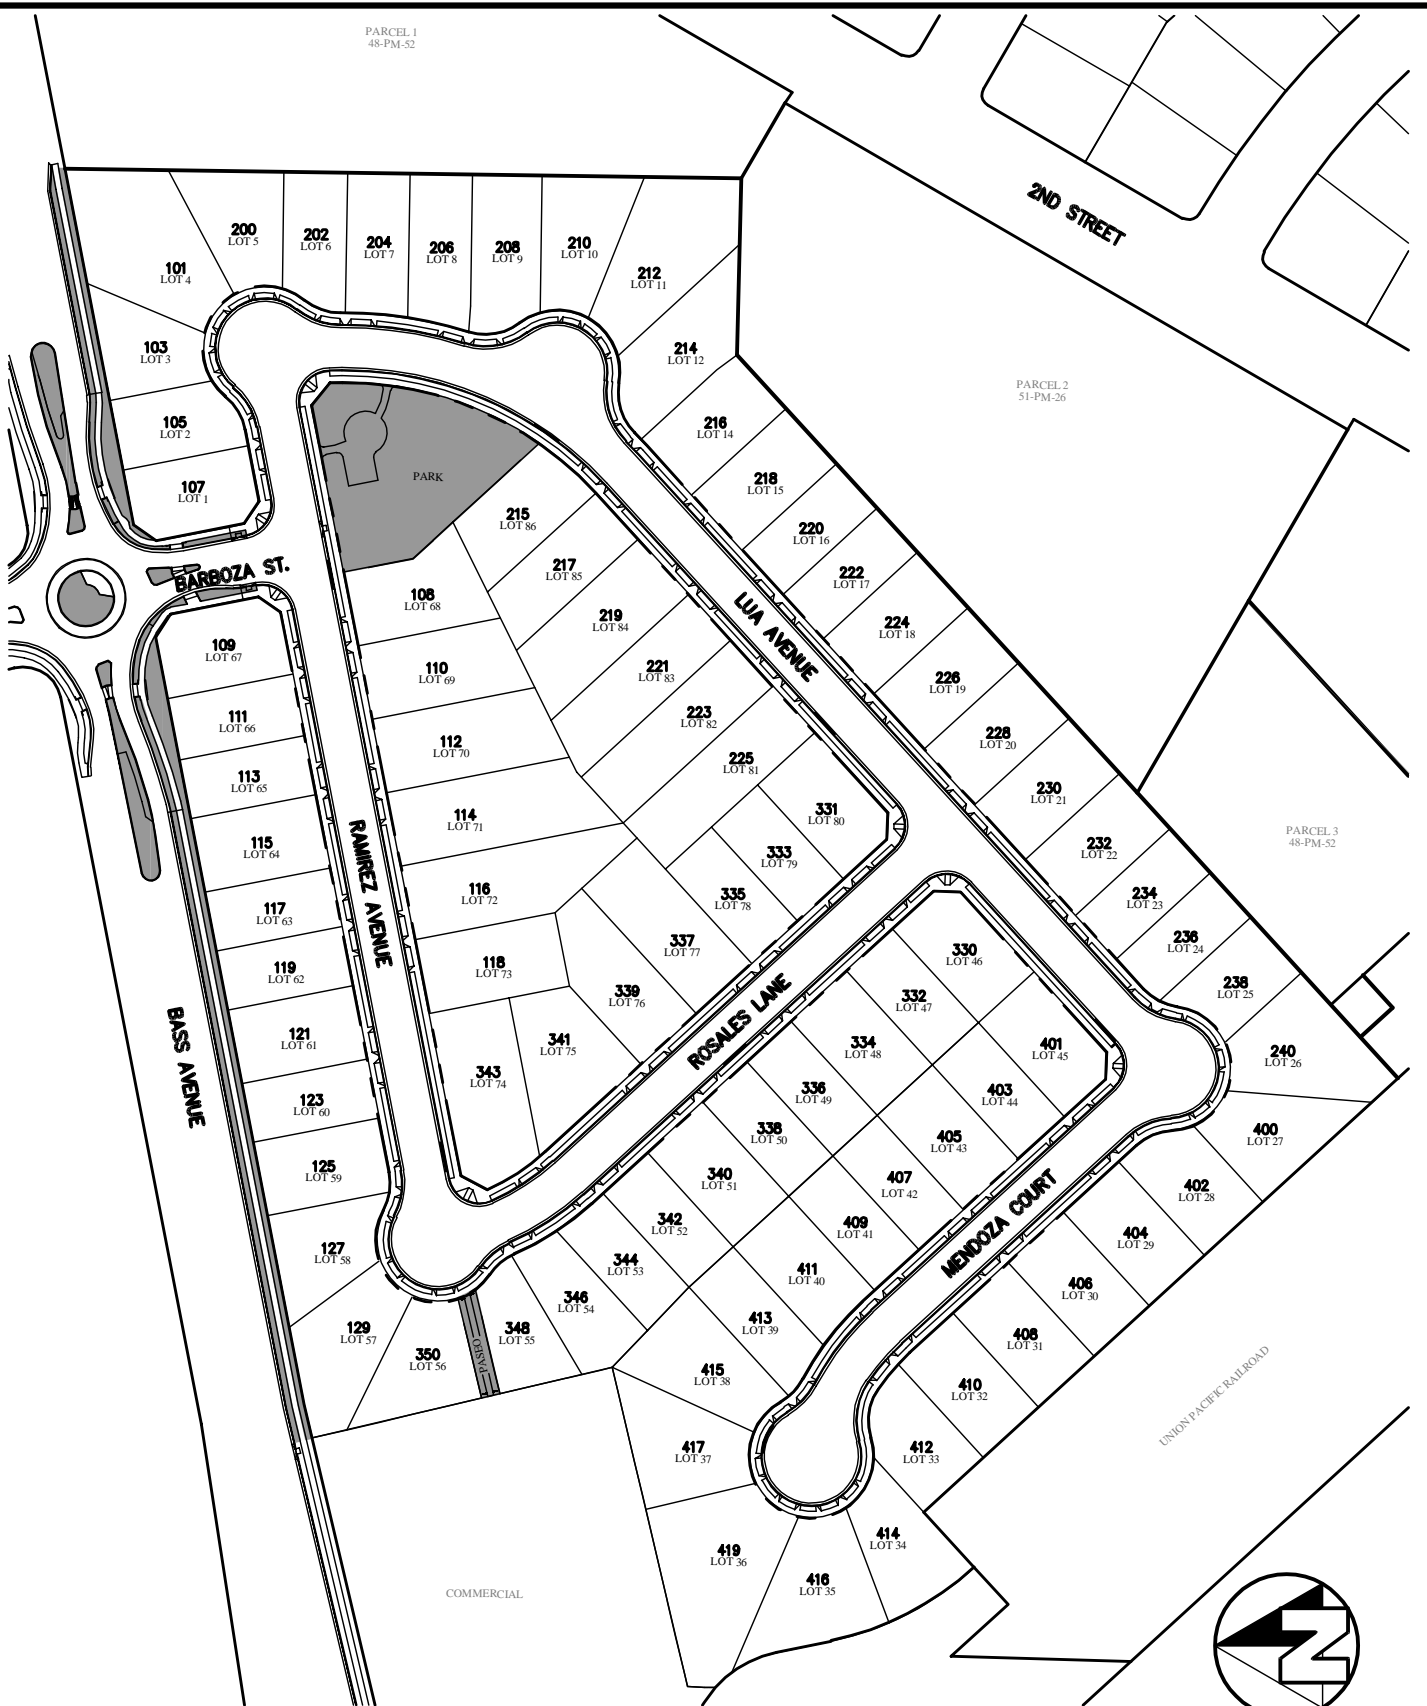 PARCEL 1
48-PM-52
2ND STREET
200
LOT 5
202
LOT 6
204
LOT 7
206
LOT 8
208
LOT 9
210
LOT 10
101
LOT 4
212
LOT 11
103
LOT 3
214
LOT 12
PARCEL 2
51-PM-26
105
LOT 2
216
LOT 14
107
LOT 1
PARK
218
LOT 15
215
LOT 86
220
LOT 16
BARBOZA ST.
217
LOT 85
222
LOT 17
108
LOT 68
219
LOT 84
LUA AVENUE
224
LOT 18
109
LOT 67
110
LOT 69
221
LOT 83
226
LOT 19
111
LOT 66
112
LOT 70
223
LOT 82
228
LOT 20
113
LOT 65
225
LOT 81
230
LOT 21
115
LOT 64
114
LOT 71
331
LOT 80
PARCEL 3
48-PM-52
RAMIREZ AVENUE
333
LOT 79
232
LOT 22
117
LOT 63
116
LOT 72
335
LOT 78
234
LOT 23
119
LOT 62
118
LOT 73
337
LOT 77
330
LOT 46
236
LOT 24
339
LOT 76
332
LOT 47
238
LOT 25
BASS AVENUE
121
LOT 61
341
LOT 75
ROSALES LANE
334
LOT 48
401
LOT 45
240
LOT 26
123
LOT 60
343
LOT 74
336
LOT 49
403
LOT 44
125
LOT 59
338
LOT 50
405
LOT 43
400
LOT 27
340
LOT 51
407
LOT 42
402
LOT 28
127
LOT 58
342
LOT 52
409
LOT 41
MENDOZA COURT
404
LOT 29
344
LOT 53
411
LOT 40
406
LOT 30
129
LOT 57
350
LOT 56
PASEO
348
LOT 55
346
LOT 54
413
LOT 39
408
LOT 31
415
LOT 38
410
LOT 32
UNION PACIFIC RAILROAD
417
LOT 37
412
LOT 33
419
LOT 36
414
LOT 34
416
LOT 35
COMMERCIAL
N